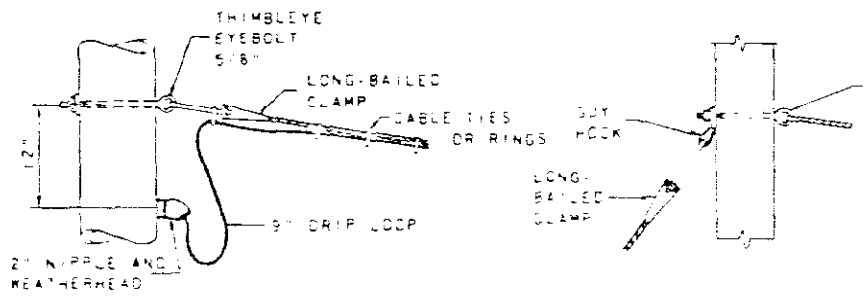 THIMBLEYE
EYEBOLT
5/8"
LONG-BAILED
CLAMP
CABLE TIES
OR RINGS
12"
9" DRIP LOOP
2" NIPPLE AND
WEATHERHEAD
GUY
HOOK
LONG-
BAILED
CLAMP